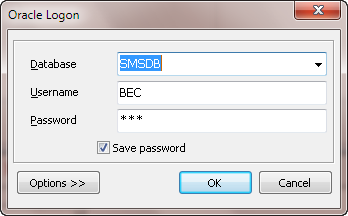 Oracle Logon
Database SMSDB
Username BEC
Password ***
Save password
Options >> OK Cancel